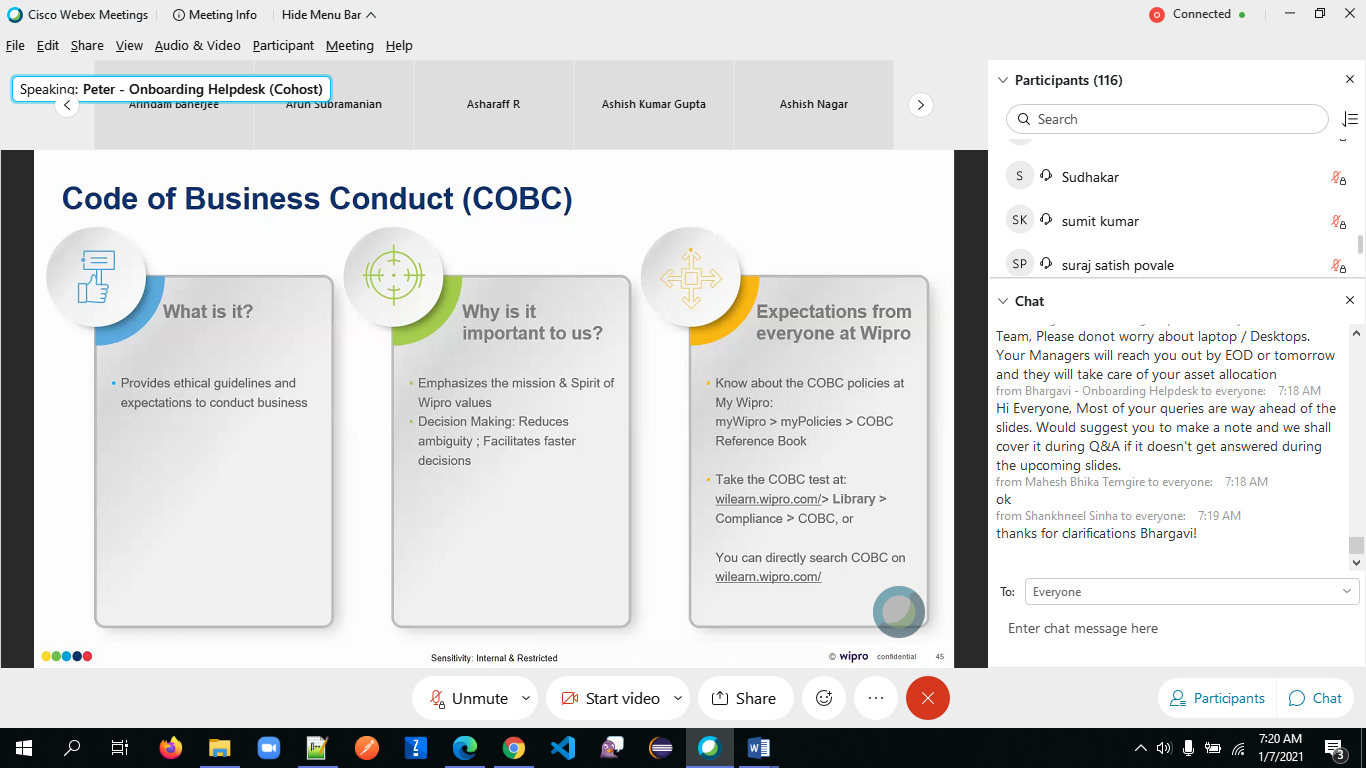 Cisco Webex Meetings
Meeting Info
Hide Menu Bar
Connected
File Edit Share View Audio & Video Participant Meeting Help
Speaking: Peter - Onboarding Helpdesk (Cohost)
Arindam Banerjee
Arun Subramanian
Asharaff R
Ashish Kumar Gupta
Ashish Nagar
Code of Business Conduct (COBC)
What is it?
• Provides ethical guidelines and
expectations to conduct business
Why is it
important to us?
• Emphasizes the mission & Spirit of
Wipro values
• Decision Making: Reduces
ambiguity ; Facilitates faster
decisions
Expectations from
everyone at Wipro
• Know about the COBC policies at
My Wipro:
myWipro > myPolicies > COBC
Reference Book
• Take the COBC test at:
wilearn.wipro.com/> Library >
Compliance > COBC, or
You can directly search COBC on
wilearn.wipro.com/
Sensitivity: Internal & Restricted
© wipro confidential 45
Participants (116)
Search
S Sudhakar
SK sumit kumar
SP suraj satish povale
Chat
Team, Please donot worry about laptop / Desktops.
Your Managers will reach you out by EOD or tomorrow
and they will take care of your asset allocation
from Bhargavi - Onboarding Helpdesk to everyone: 7:18 AM
Hi Everyone, Most of your queries are way ahead of the
slides. Would suggest you to make a note and we shall
cover it during Q&A if it doesn't get answered during
the upcoming slides.
from Mahesh Bhika Temgire to everyone: 7:18 AM
ok
from Shankhneel Sinha to everyone: 7:19 AM
thanks for clarifications Bhargavi!
To: Everyone
Enter chat message here
Unmute
Start video
Share
Participants
Chat
7:20 AM
1/7/2021
3